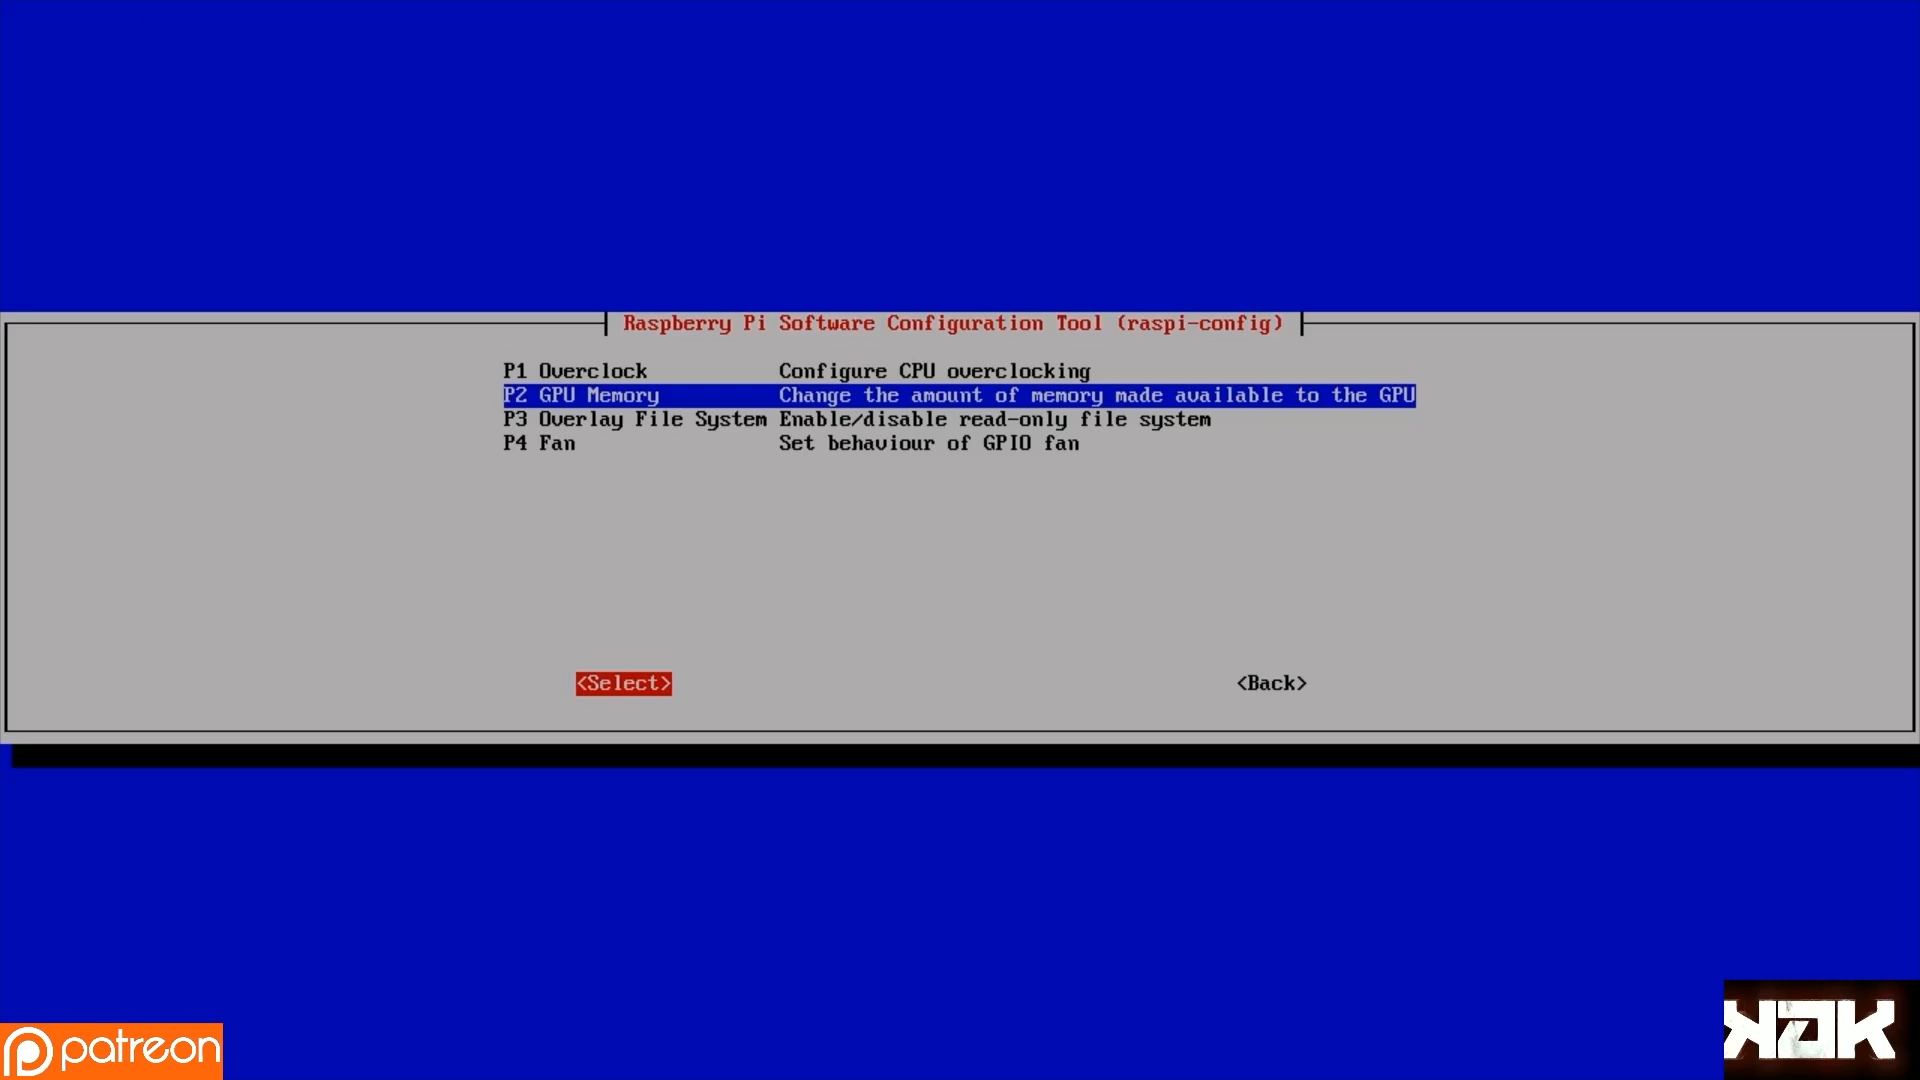 Raspberry Pi Software Configuration Tool (raspi-config)
P1 Overclock Configure CPU overclocking
P2 GPU Memory Change the amount of memory made available to the GPU
P3 Overlay File System Enable/disable read-only file system
P4 Fan Set behaviour of GPIO fan
<Select> <Back>
patreon